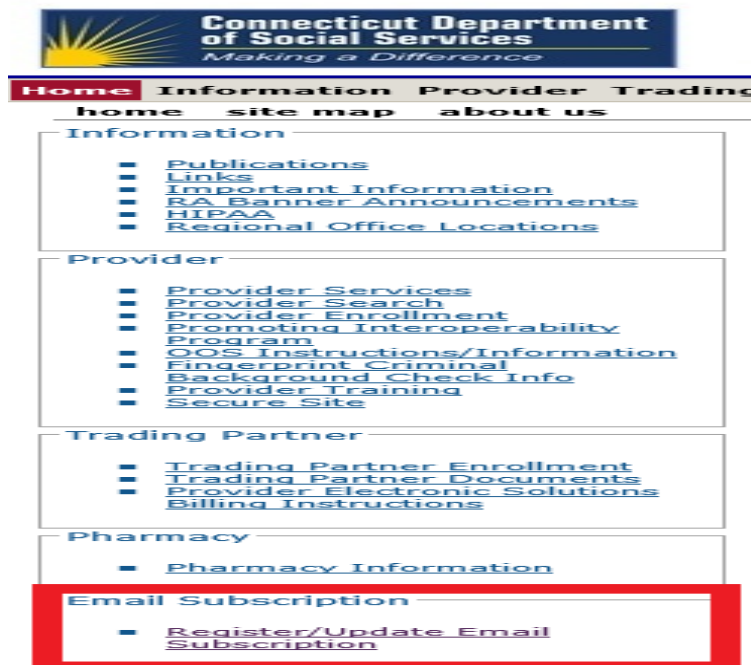 Connecticut Department
of Social Services
Making a Difference
Home Information Provider Trading
home site map about us
Information
Publications
Links
Important Information
RA Banner Announcements
HIPAA
Regional Office Locations
Provider
Provider Services
Provider Search
Provider Enrollment
Promoting Interoperability
Program
OOS Instructions/Information
Fingerprint Criminal
Background Check Info
Provider Training
Secure Site
Trading Partner
Trading Partner Enrollment
Trading Partner Documents
Provider Electronic Solutions
Billing Instructions
Pharmacy
Pharmacy Information
Email Subscription
Register/Update Email
Subscription